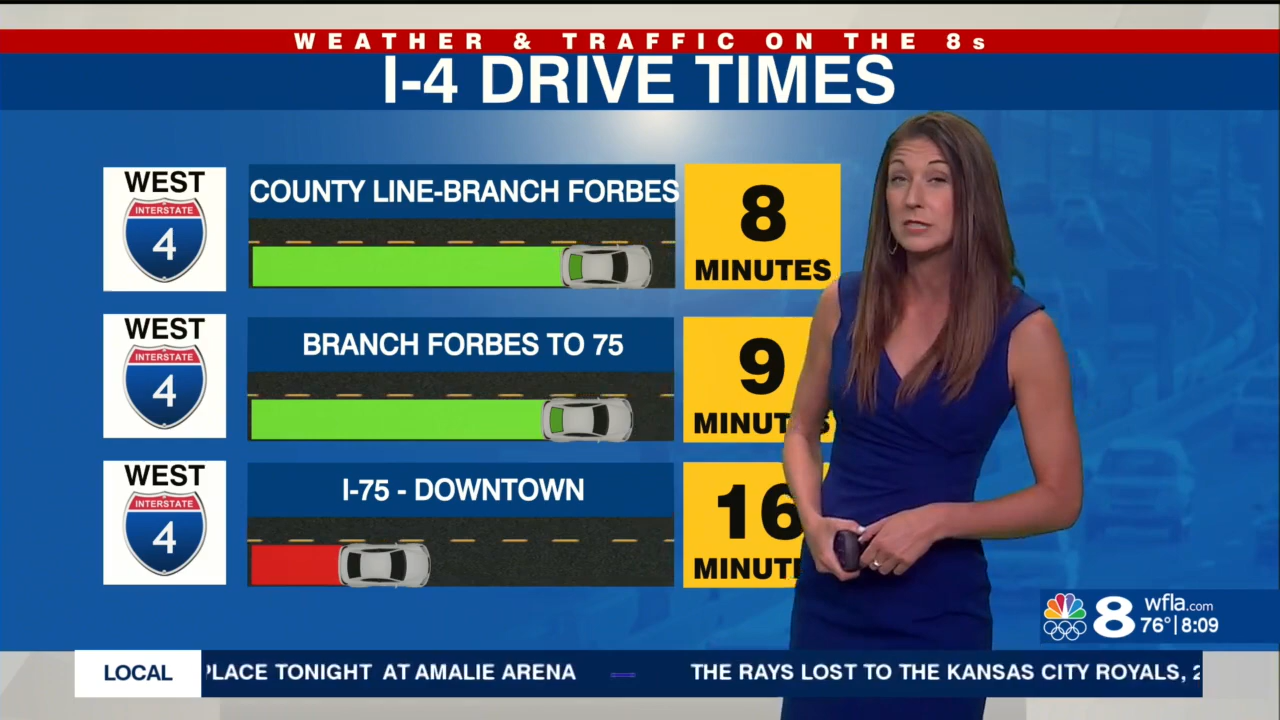 WEATHER & TRAFFIC ON THE 8s
I-4 DRIVE TIMES
WEST
INTERSTATE
4
COUNTY LINE-BRANCH FORBES
8
MINUTES
WEST
INTERSTATE
4
BRANCH FORBES TO 75
9
MINUTES
WEST
INTERSTATE
4
I-75 - DOWNTOWN
16
MINUT
8
wfla.com
76° | 8:09
LOCAL
PLACE TONIGHT AT AMALIE ARENA
THE RAYS LOST TO THE KANSAS CITY ROYALS,